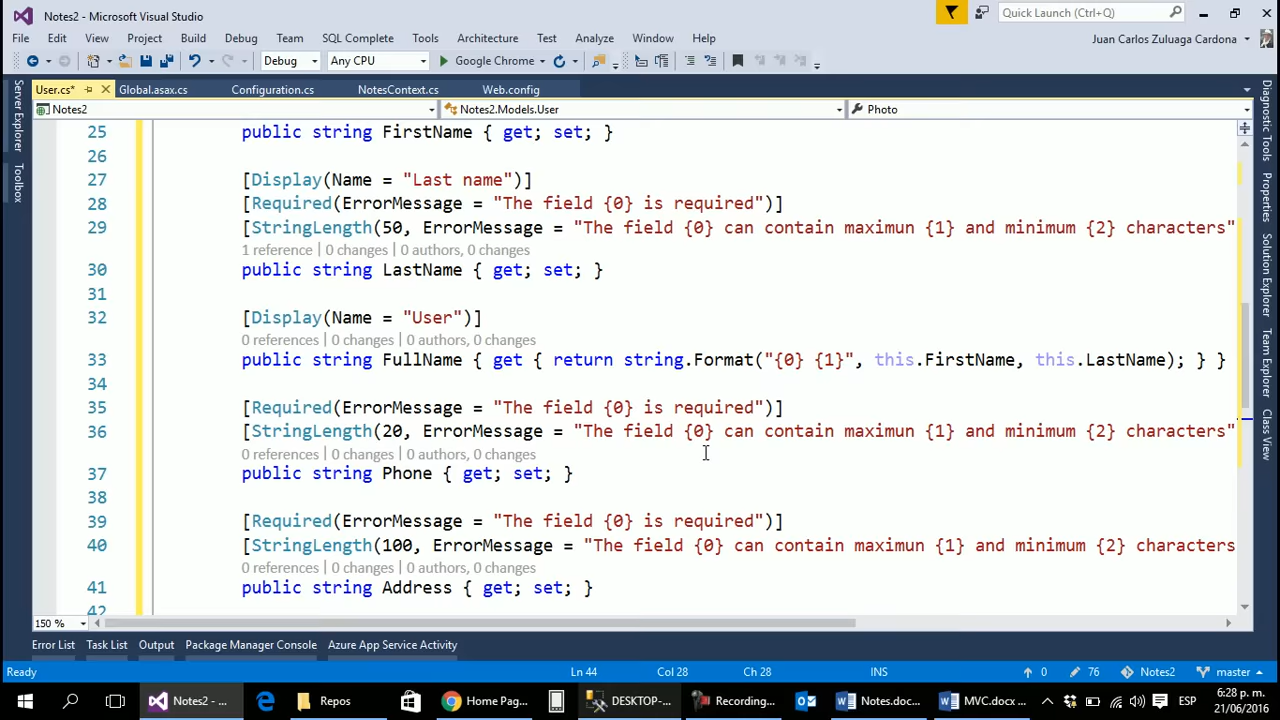 Notes2 - Microsoft Visual Studio
Quick Launch (Ctrl+Q)
File Edit View Project Build Debug Team SQL Complete Tools Architecture Test Analyze Window Help
Juan Carlos Zuluaga Cardona
Debug Any CPU Google Chrome
User.cs* Global.asax.cs Configuration.cs NotesContext.cs Web.config
Notes2 Notes2.Models.User Photo
25 public string FirstName { get; set; }
26
27 [Display(Name = "Last name")]
28 [Required(ErrorMessage = "The field {0} is required")]
29 [StringLength(50, ErrorMessage = "The field {0} can contain maximun {1} and minimum {2} characters"
1 reference | 0 changes | 0 authors, 0 changes
30 public string LastName { get; set; }
31
32 [Display(Name = "User")]
0 references | 0 changes | 0 authors, 0 changes
33 public string FullName { get { return string.Format("{0} {1}", this.FirstName, this.LastName); } }
34
35 [Required(ErrorMessage = "The field {0} is required")]
36 [StringLength(20, ErrorMessage = "The field {0} can contain maximun {1} and minimum {2} characters"
0 references | 0 changes | 0 authors, 0 changes
37 public string Phone { get; set; }
38
39 [Required(ErrorMessage = "The field {0} is required")]
40 [StringLength(100, ErrorMessage = "The field {0} can contain maximun {1} and minimum {2} characters
0 references | 0 changes | 0 authors, 0 changes
41 public string Address { get; set; }
42
Server Explorer
Toolbox
Diagnostic Tools
Properties
Solution Explorer
Team Explorer
Class View
150 %
Error List Task List Output Package Manager Console Azure App Service Activity
Ready Ln 44 Col 28 Ch 28 INS 0 76 Notes2 master
Notes2 - ... Repos Home Pag... DESKTOP-... Recording... Notes.doc... MVC.docx ... ESP
6:28 p. m.
21/06/2016